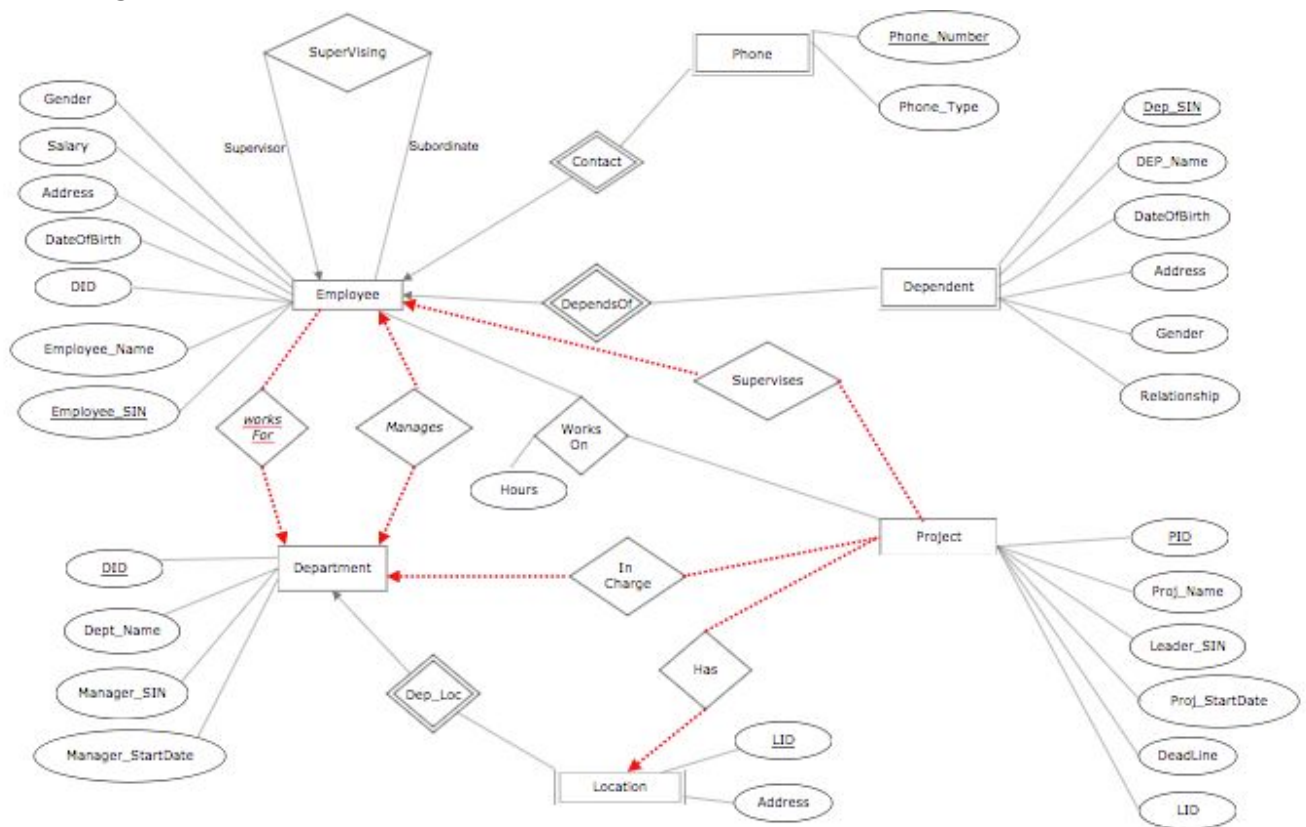 SuperVising
Phone
Phone_Number
Phone_Type
Gender
Salary
Address
DateOfBirth
DID
Employee_Name
Employee_SIN
Supervisor
Subordinate
Contact
Dep_SIN
DEP_Name
DateOfBirth
Address
Gender
Relationship
Employee
DependsOf
Dependent
Supervises
works
For
Manages
Works
On
Hours
Department
In
Charge
Project
DID
Dept_Name
Manager_SIN
Manager_StartDate
Dep_Loc
Has
Location
LID
Address
PID
Proj_Name
Leader_SIN
Proj_StartDate
DeadLine
LID